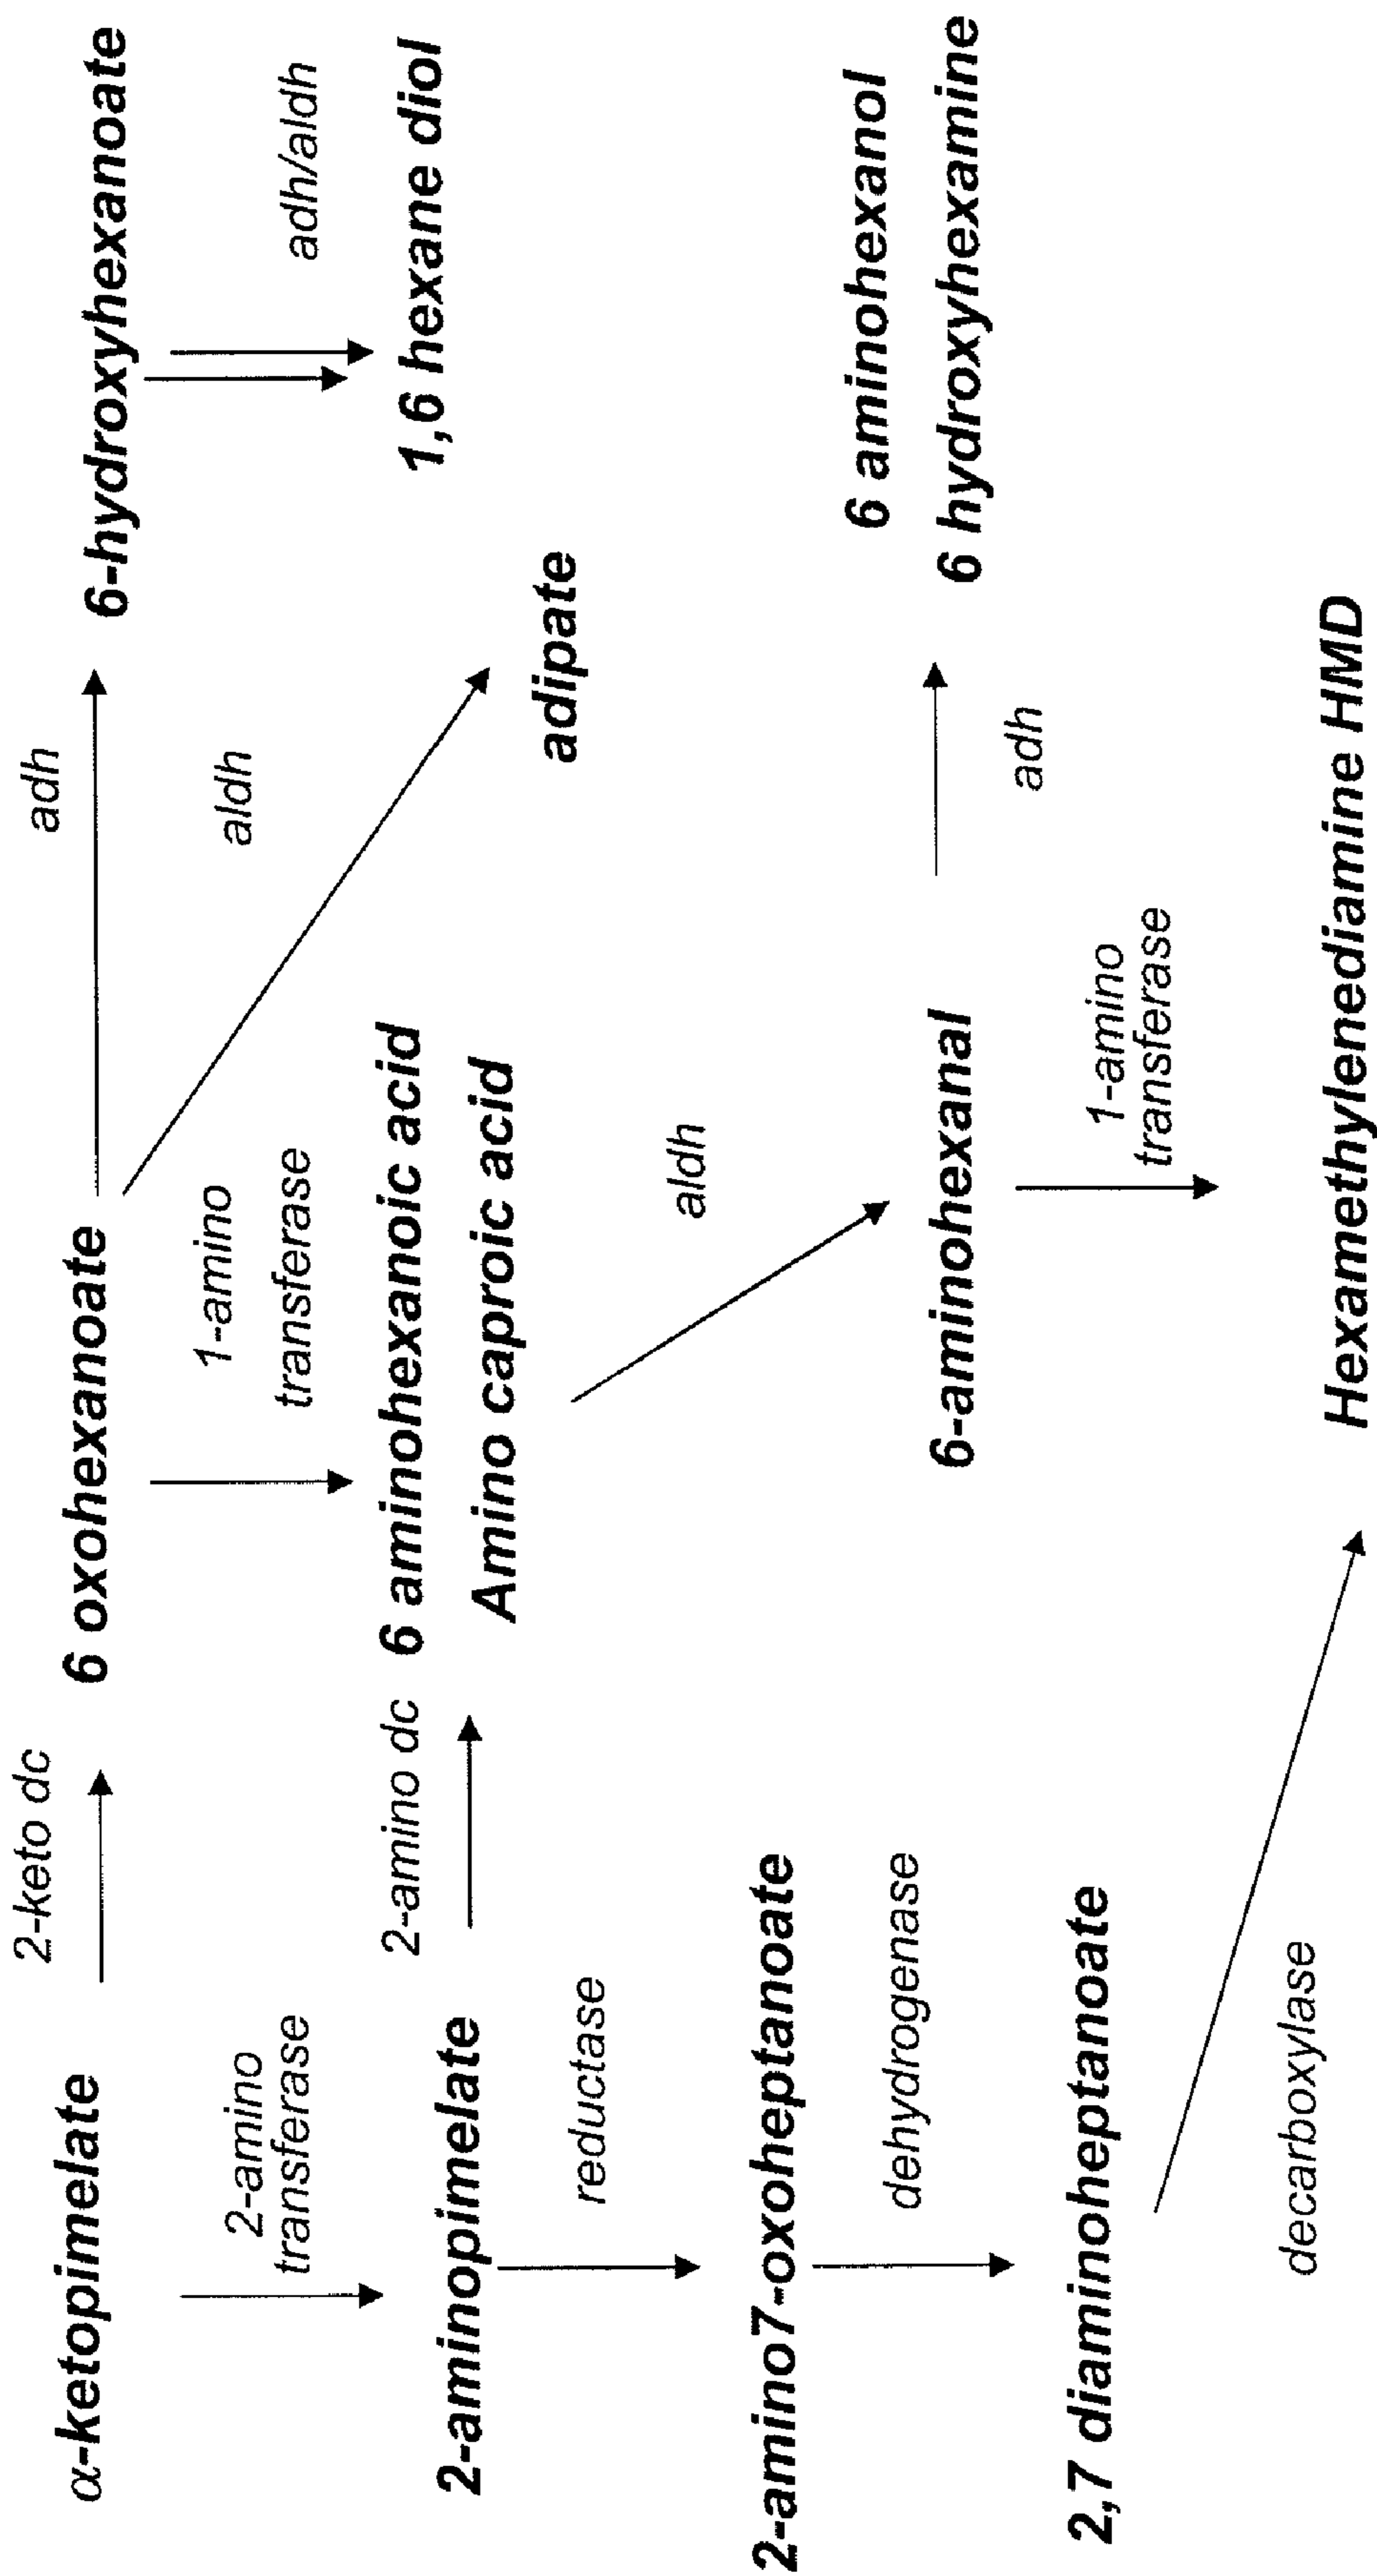 2-keto dc
adh
α-ketopimelate
6 oxohexanoate
6-hydroxyhexanoate
2-amino
transferase
1-amino
transferase
aldh
adh/aldh
2-amino dc
6 aminohexanoic acid
1,6 hexane diol
2-aminopimelate
Amino caproic acid
adipate
reductase
aldh
2-amino7-oxoheptanoate
6 aminohexanol
dehydrogenase
6-aminohexanal
6 hydroxyhexamine
adh
2,7 diaminoheptanoate
1-amino
transferase
decarboxylase
Hexamethylenediamine HMD